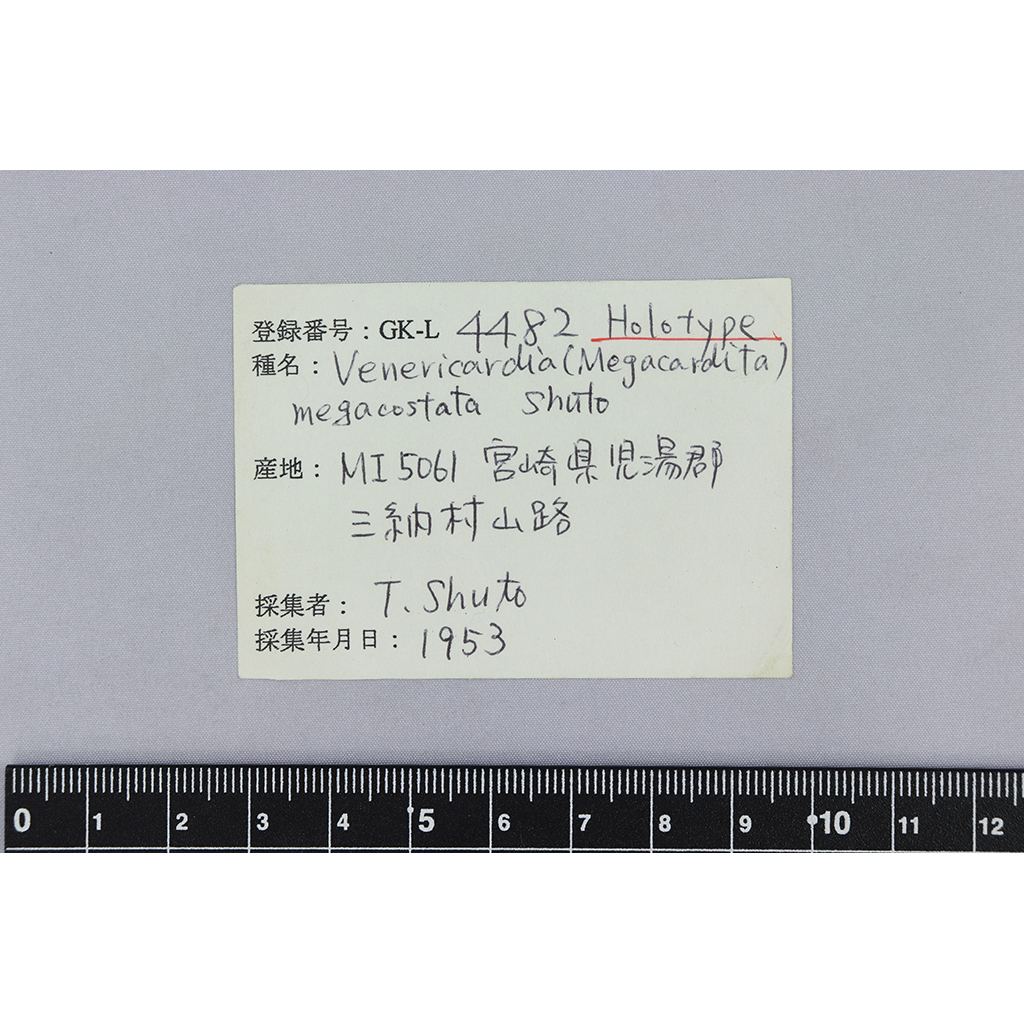 登録番号：GK-L 4482 Holotype
種名：Venericardia (Megacardita)
megacostata Shuto
産地：MI 5061 宮崎県児湯郡
三納村山路
採集者：T. Shuto
採集年月日：1953
0 1 2 3 4 5 6 7 8 9 10 11 12